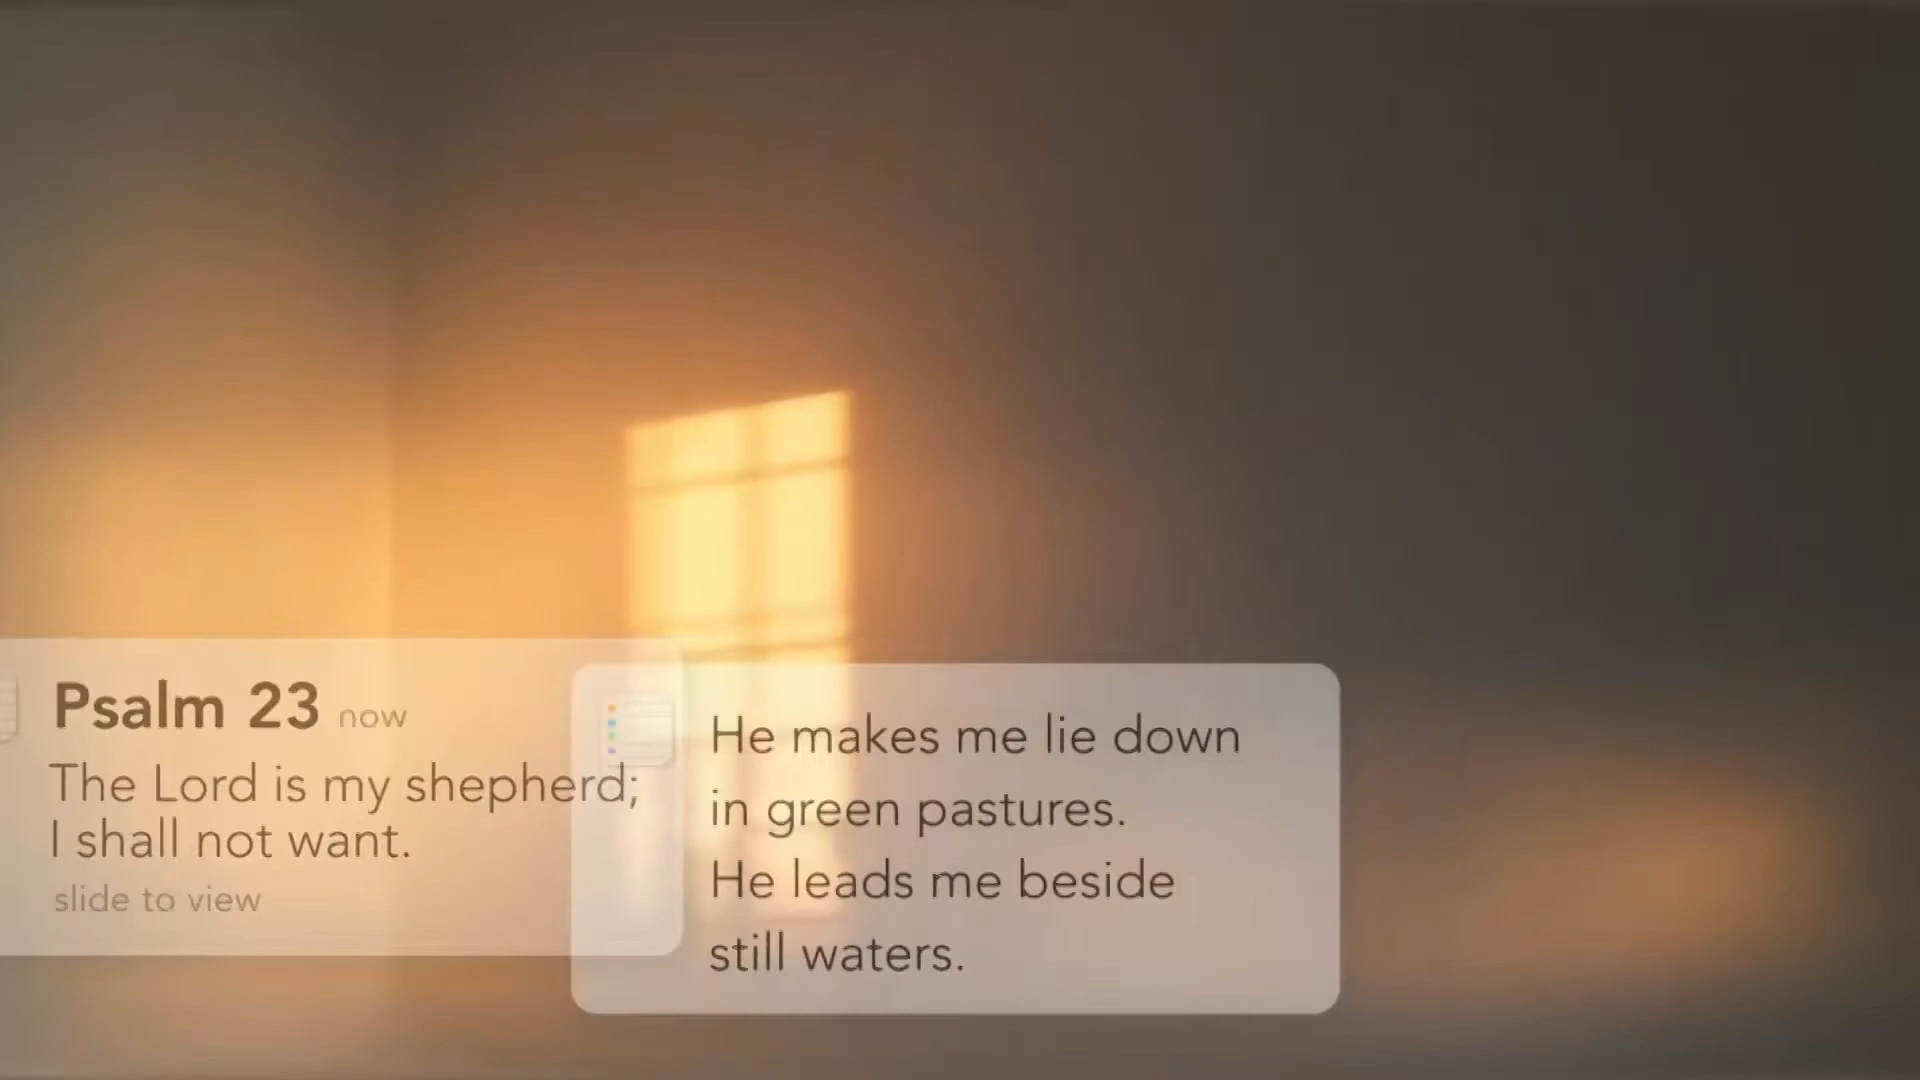 Psalm 23 now
The Lord is my shepherd;
I shall not want.
slide to view
He makes me lie down
in green pastures.
He leads me beside
still waters.